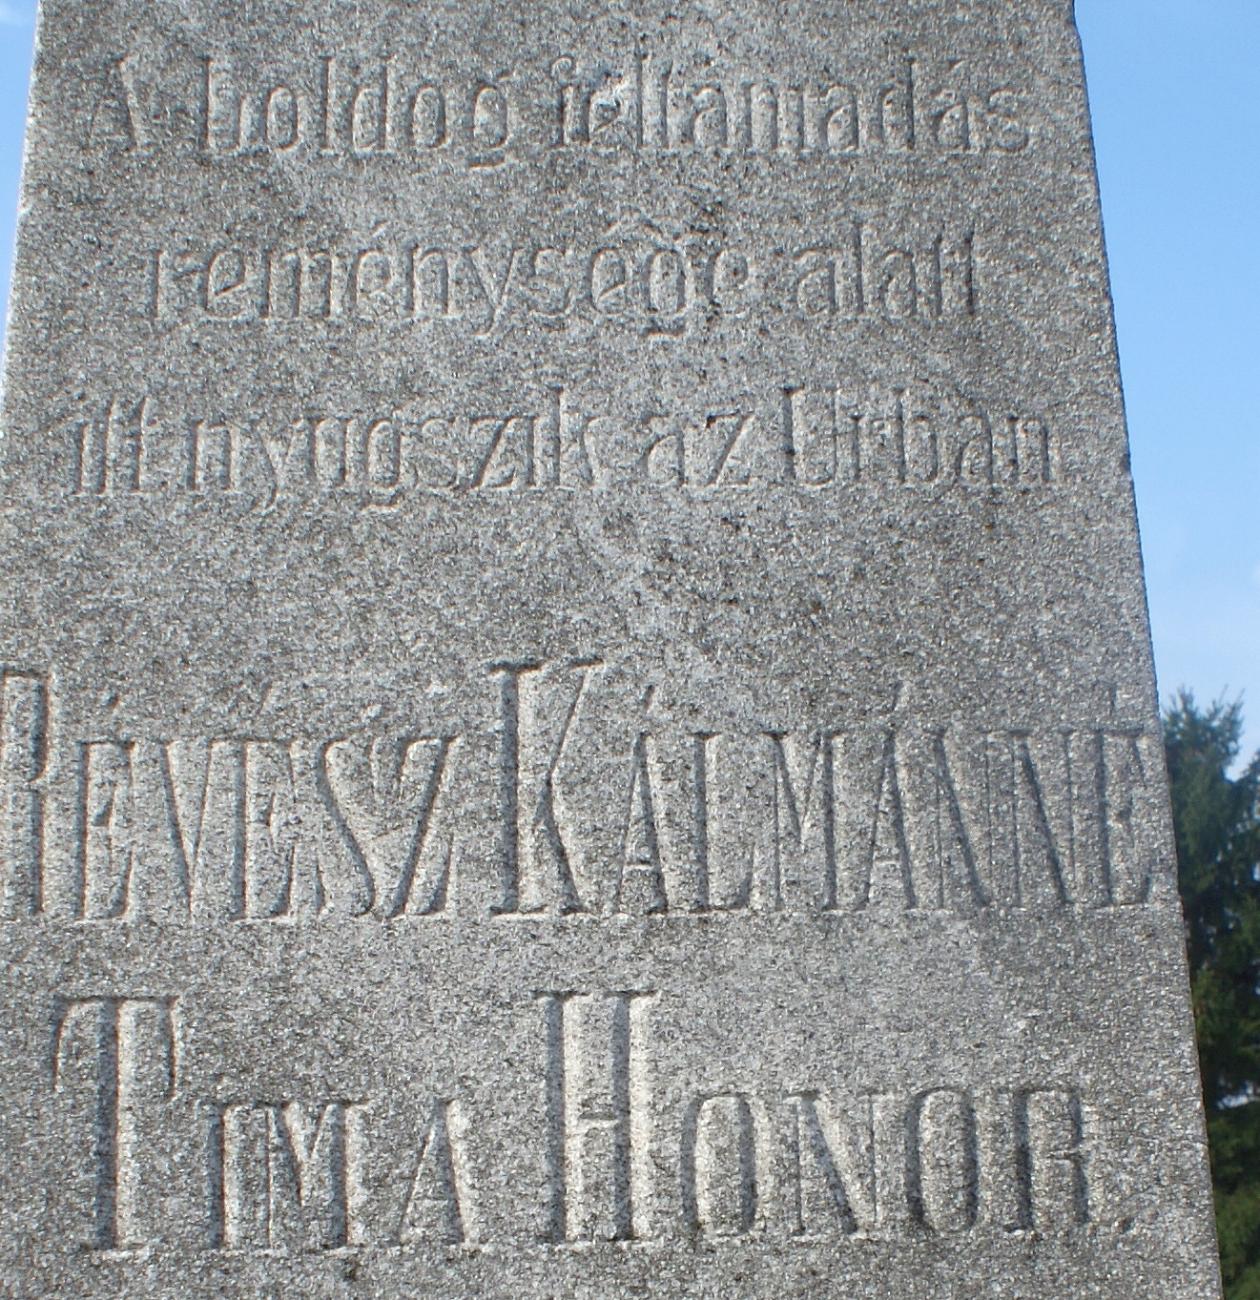 A boldog feltámadás
reménysége alatt
itt nyugszik az Urban
RÉVÉSZ KÁLMÁNNÉ
TIMA HONOR